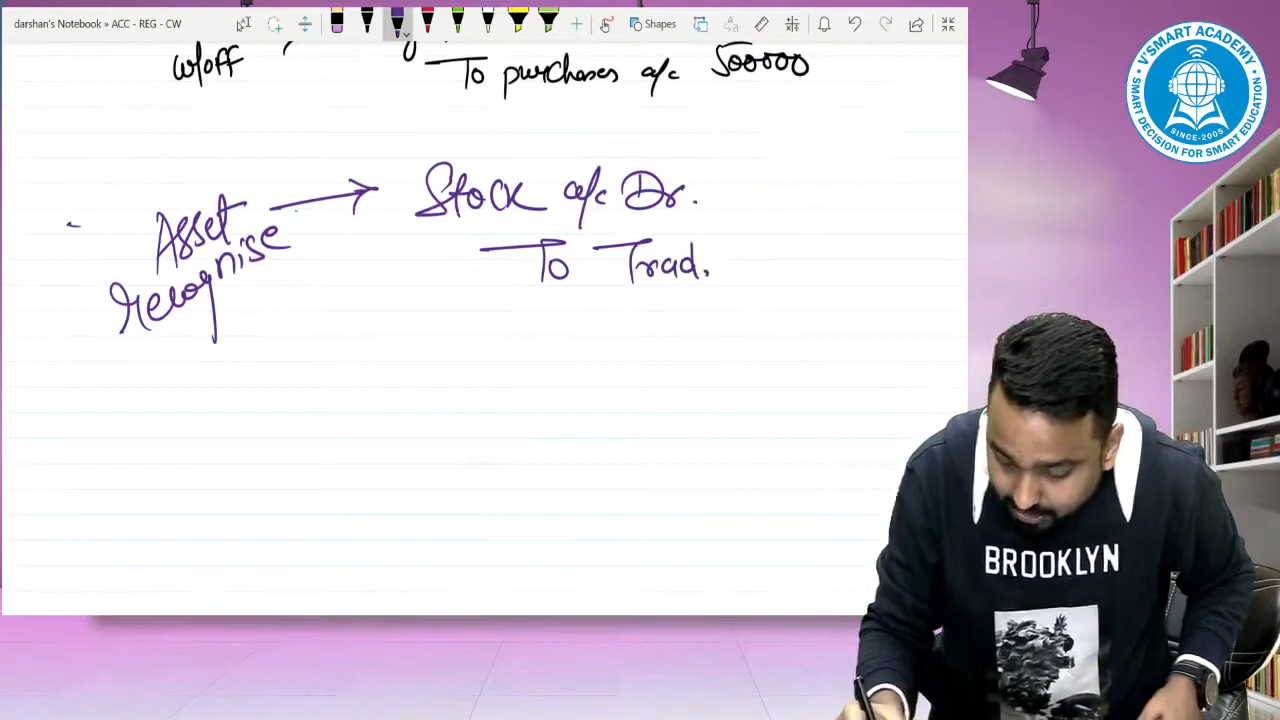 darshan's Notebook » ACC - REG - CW
Shapes
w/off
To purchases a/c 500000
Asset recognise → Stock a/c Dr.
To Trad.
V'SMART ACADEMY
SINCE-2005
SMART DECISION FOR SMART EDUCATION
BROOKLYN